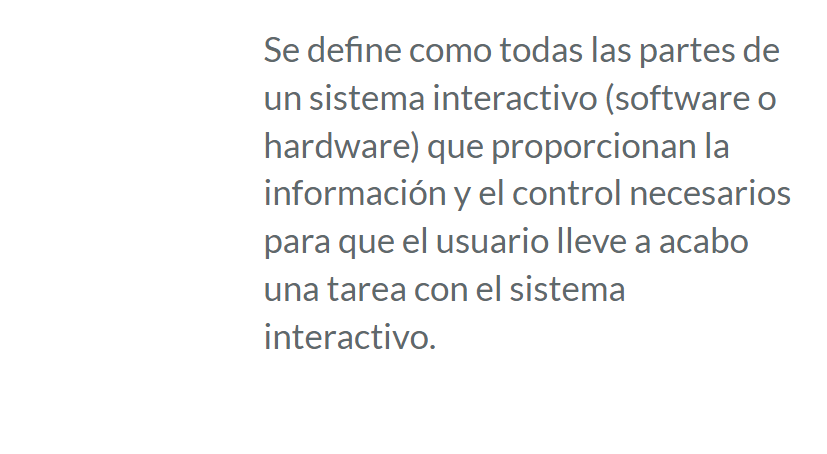 Se define como todas las partes de
un sistema interactivo (software o
hardware) que proporcionan la
información y el control necesarios
para que el usuario lleve a acabo
una tarea con el sistema
interactivo.